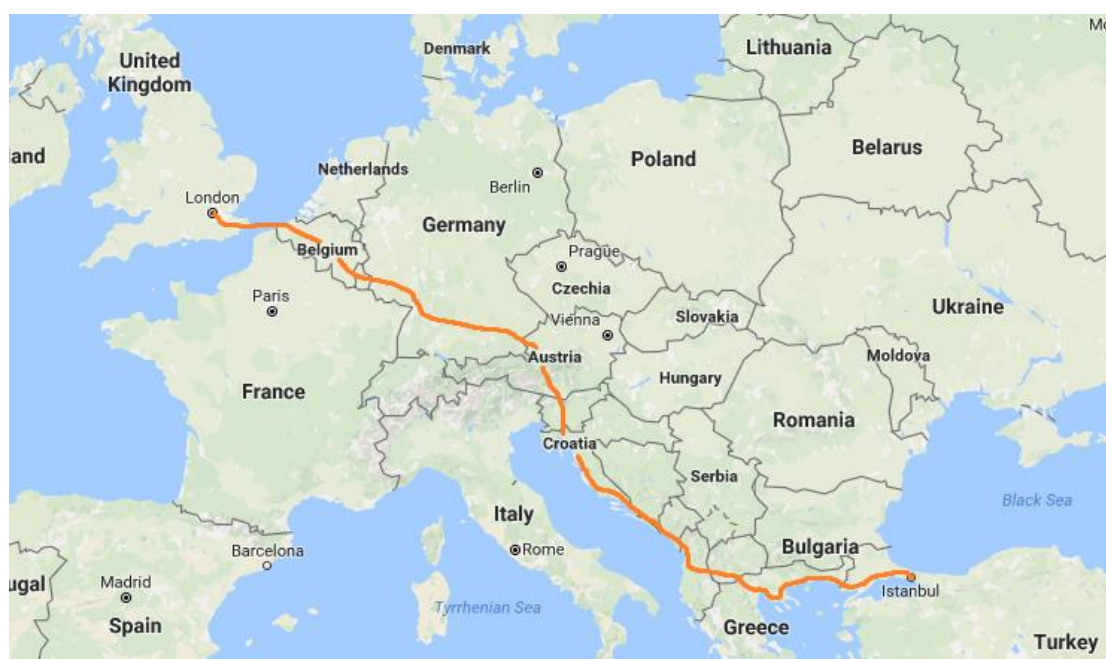 Denmark
Lithuania
Mo
United
Kingdom
and
Netherlands
Berlin
Poland
Belarus
London
Germany
Belgium
Prague
Czechia
Paris
Ukraine
Slovakia
Vienna
Austria
Moldova
France
Hungary
Romania
Croatia
Serbia
Black Sea
Italy
Barcelona
Rome
Bulgaria
ugal
Madrid
Istanbul
Tyrrhenian Sea
Spain
Greece
Turkey